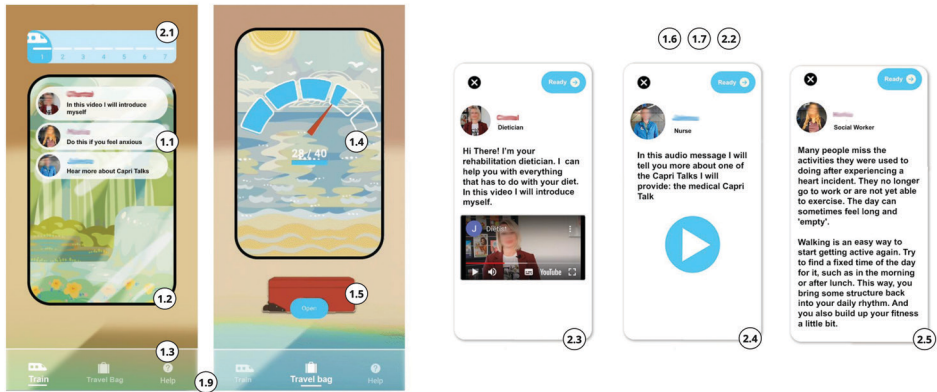 2.1
1 2 3 4 5 6 7
In this video I will introduce
myself
1.1
Do this if you feel anxious
Hear more about Capri Talks
1.2
1.3
Train
Travel Bag
Help
1.9
1.4
28 / 40
1.5
Open
Train
Travel bag
Help
1.6 1.7 2.2
Ready
Dietician
Hi There! I'm your
rehabilitation dietician. I can
help you with everything
that has to do with your diet.
In this video I will introduce
myself.
J
YouTube
2.3
Ready
Nurse
In this audio message I will
tell you more about one of
the Capri Talks I will
provide: the medical Capri
Talk
2.4
Ready
Social Worker
Many people miss the
activities they were used to
doing after experiencing a
heart incident. They no longer
go to work or are not yet able
to exercise. The day can
sometimes feel long and
'empty'.
Walking is an easy way to
start getting active again. Try
to find a fixed time of the day
for it, such as in the morning
or after lunch. This way, you
bring some structure back
into your daily rhythm. And
you also build up your fitness
a little bit.
2.5